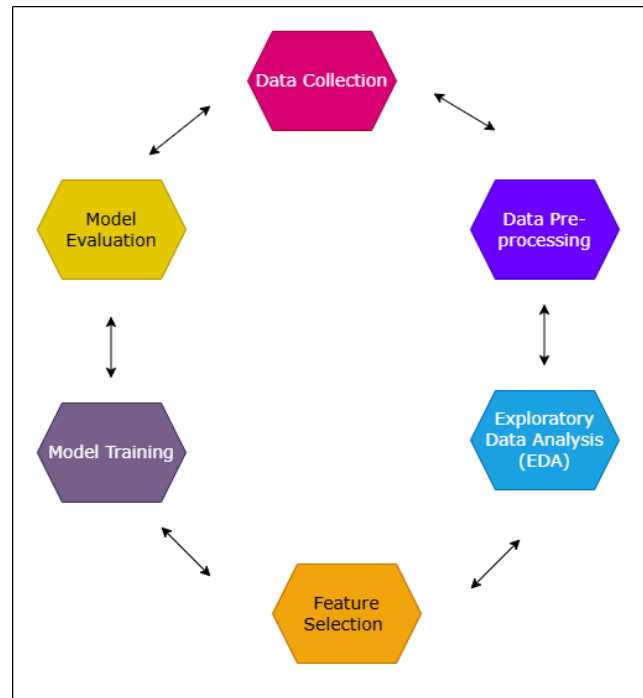 Data Collection
Data Pre-
processing
Exploratory
Data Analysis
(EDA)
Feature
Selection
Model Training
Model
Evaluation